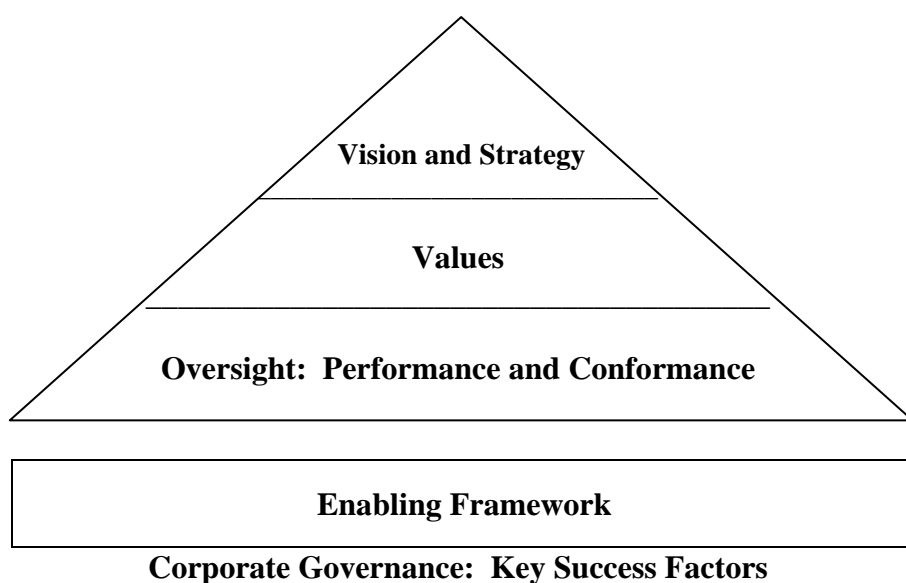 Vision and Strategy
Values
Oversight: Performance and Conformance
Enabling Framework
Corporate Governance: Key Success Factors